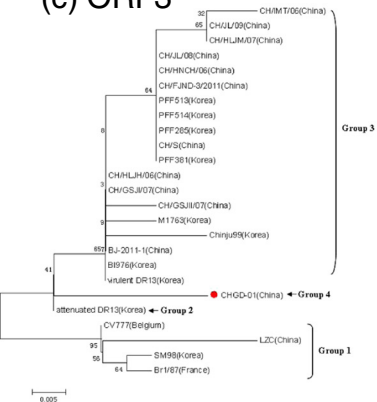 (c) ORF3
32
CH/IMT/06(China)
65
CH/JL/09(China)
CH/HLJM/07(China)
CH/JL/08(China)
CH/HNCH/06(China)
CH/FJND-3/2011(China)
64
PFF513(Korea)
PFF514(Korea)
PFF285(Korea)
Group 3
CH/S(China)
PFF381(Korea)
CH/HLJH/06(China)
3
CH/GSJI/07(China)
CH/GSJII/07(China)
9
M1763(Korea)
Chinju99(Korea)
657
BJ-2011-1(China)
BI976(Korea)
virulent DR13(Korea)
41
CHGD-01(China) Group 4
attenuated DR13(Korea) Group 2
CV777(Belgium)
LZC(China)
95
Group 1
56
SM98(Korea)
64
Br1/87(France)
0.005